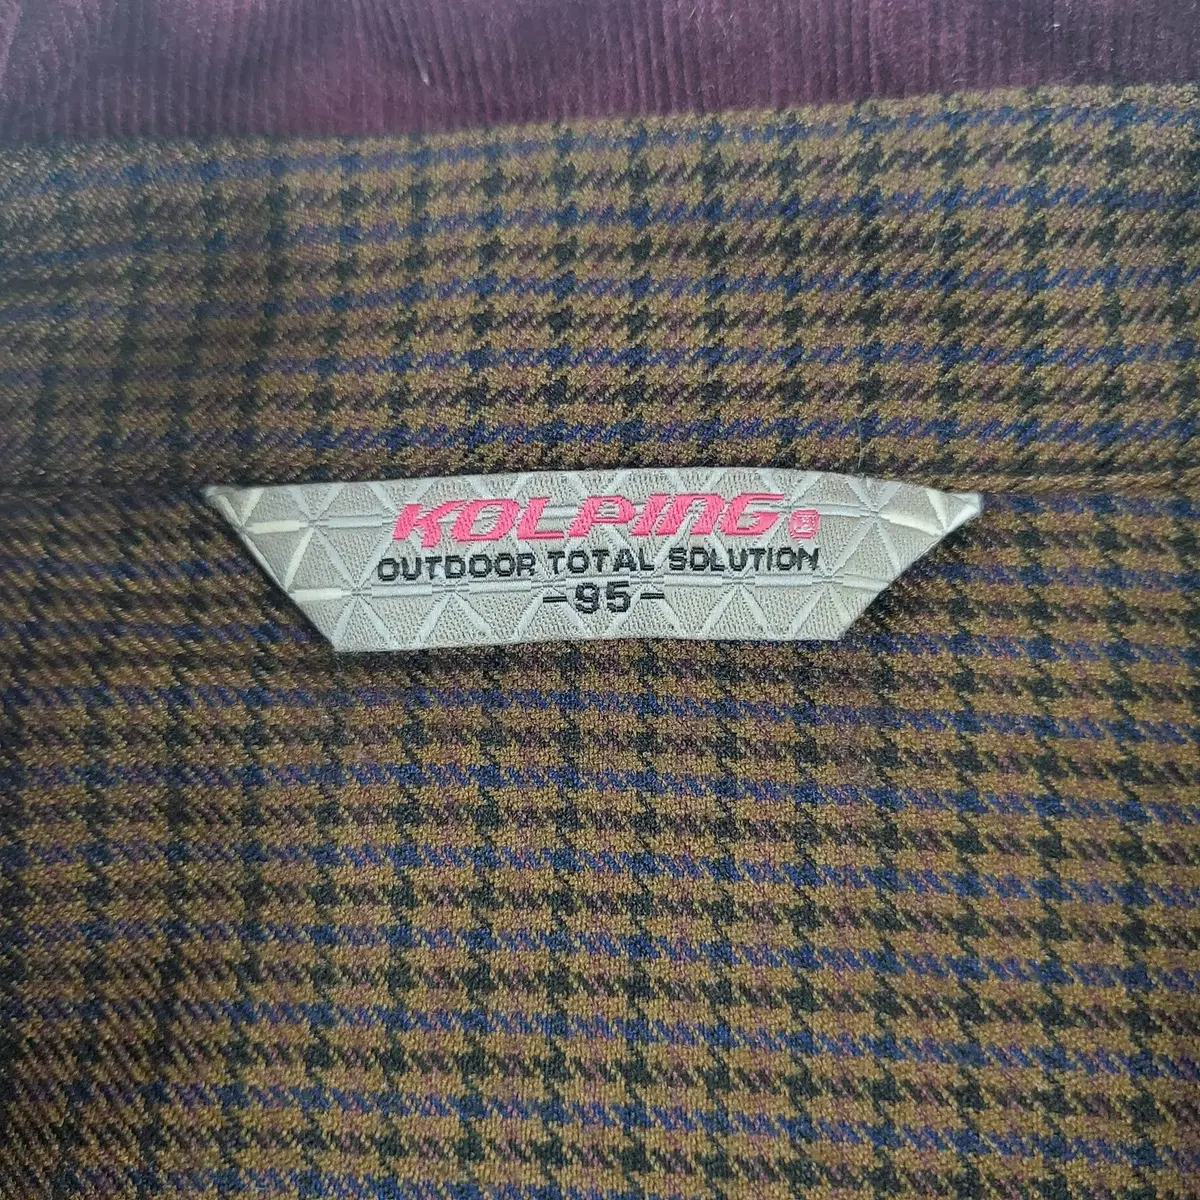 KOLPING
OUTDOOR TOTAL SOLUTION
-95-